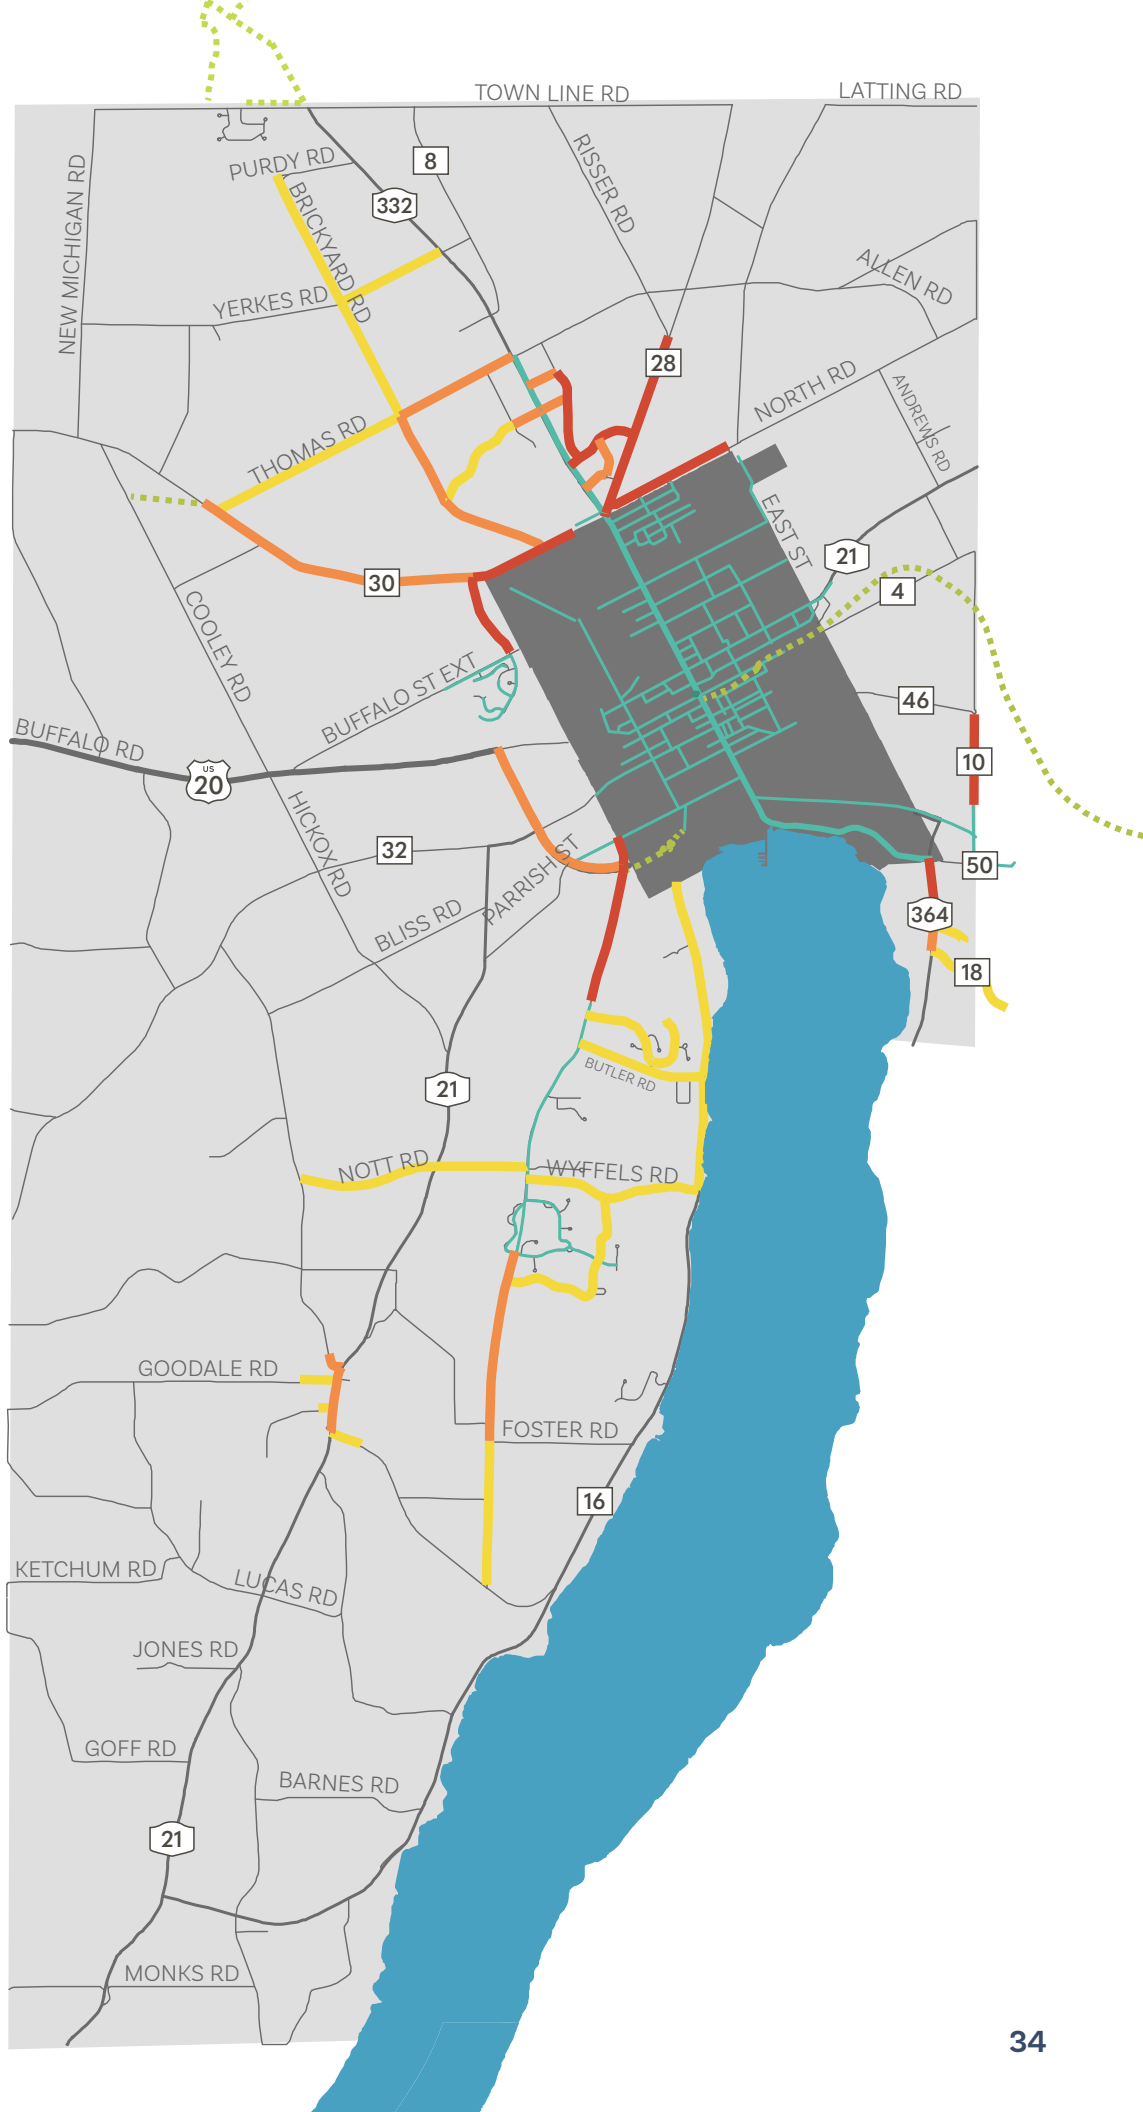 TOWN LINE RD
LATTING RD
PURDY RD
8
RISSER RD
NEW MICHIGAN RD
332
BRICKYARD RD
ALLEN RD
YERKES RD
28
NORTH RD
ANDREWS RD
THOMAS RD
EAST ST
21
30
4
COOLEY RD
BUFFALO ST EXT
46
BUFFALO RD
US
20
10
HICKOX RD
32
PARRISH ST
50
BLISS RD
364
18
BUTLER RD
21
NOTT RD
WYFFELS RD
GOODALE RD
FOSTER RD
16
KETCHUM RD
LUCAS RD
JONES RD
GOFF RD
BARNES RD
21
MONKS RD
34